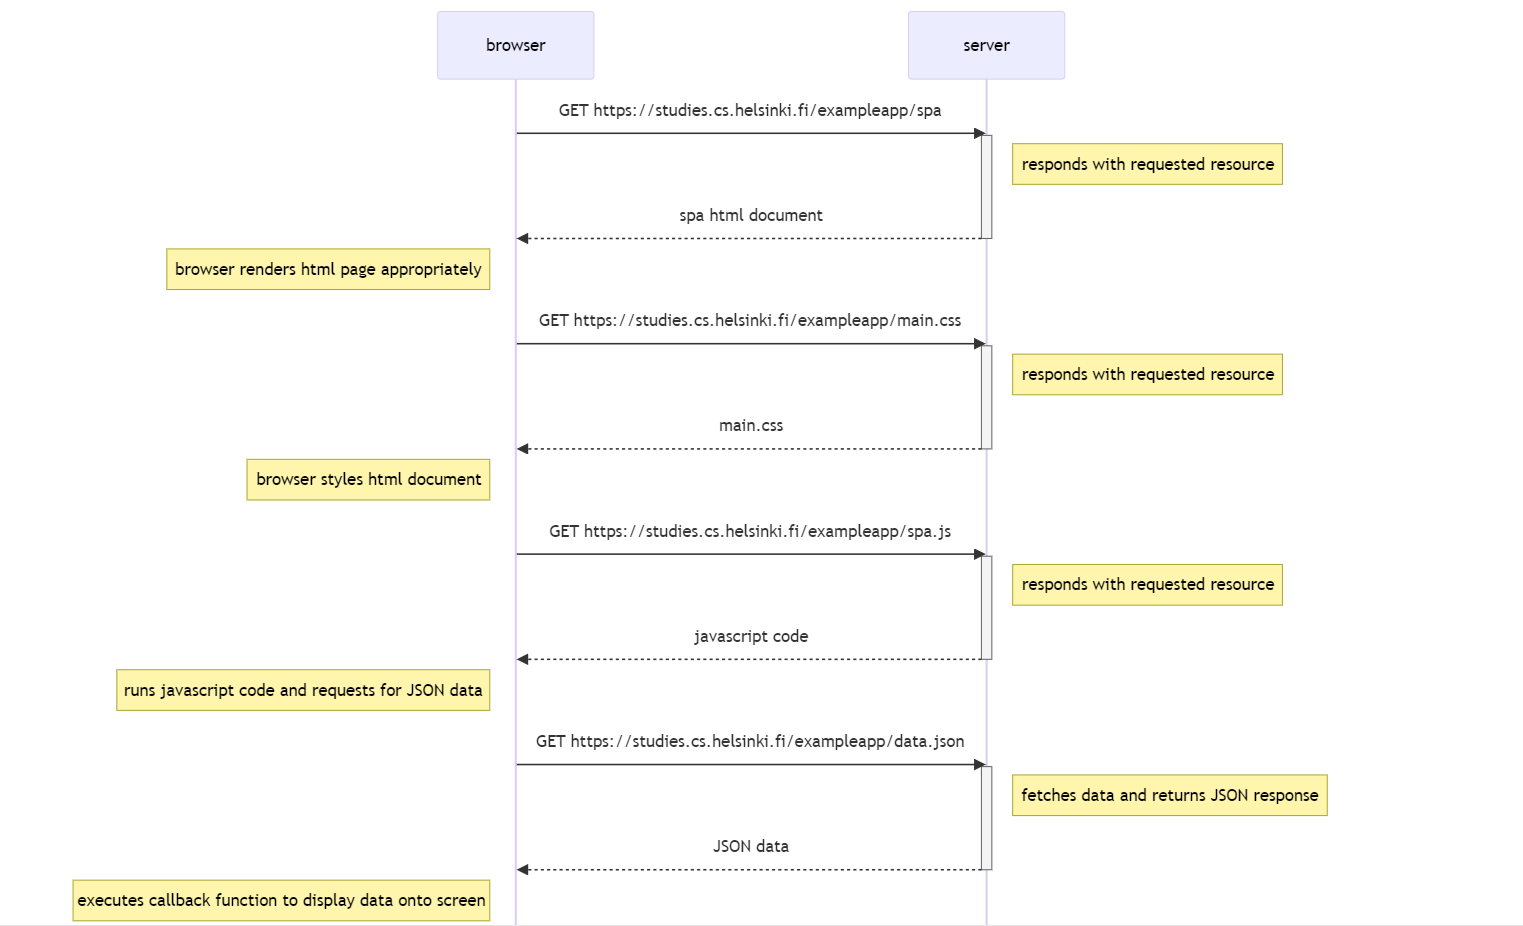 browser
server
GET https://studies.cs.helsinki.fi/exampleapp/spa
responds with requested resource
spa html document
browser renders html page appropriately
GET https://studies.cs.helsinki.fi/exampleapp/main.css
responds with requested resource
main.css
browser styles html document
GET https://studies.cs.helsinki.fi/exampleapp/spa.js
responds with requested resource
javascript code
runs javascript code and requests for JSON data
GET https://studies.cs.helsinki.fi/exampleapp/data.json
fetches data and returns JSON response
JSON data
executes callback function to display data onto screen